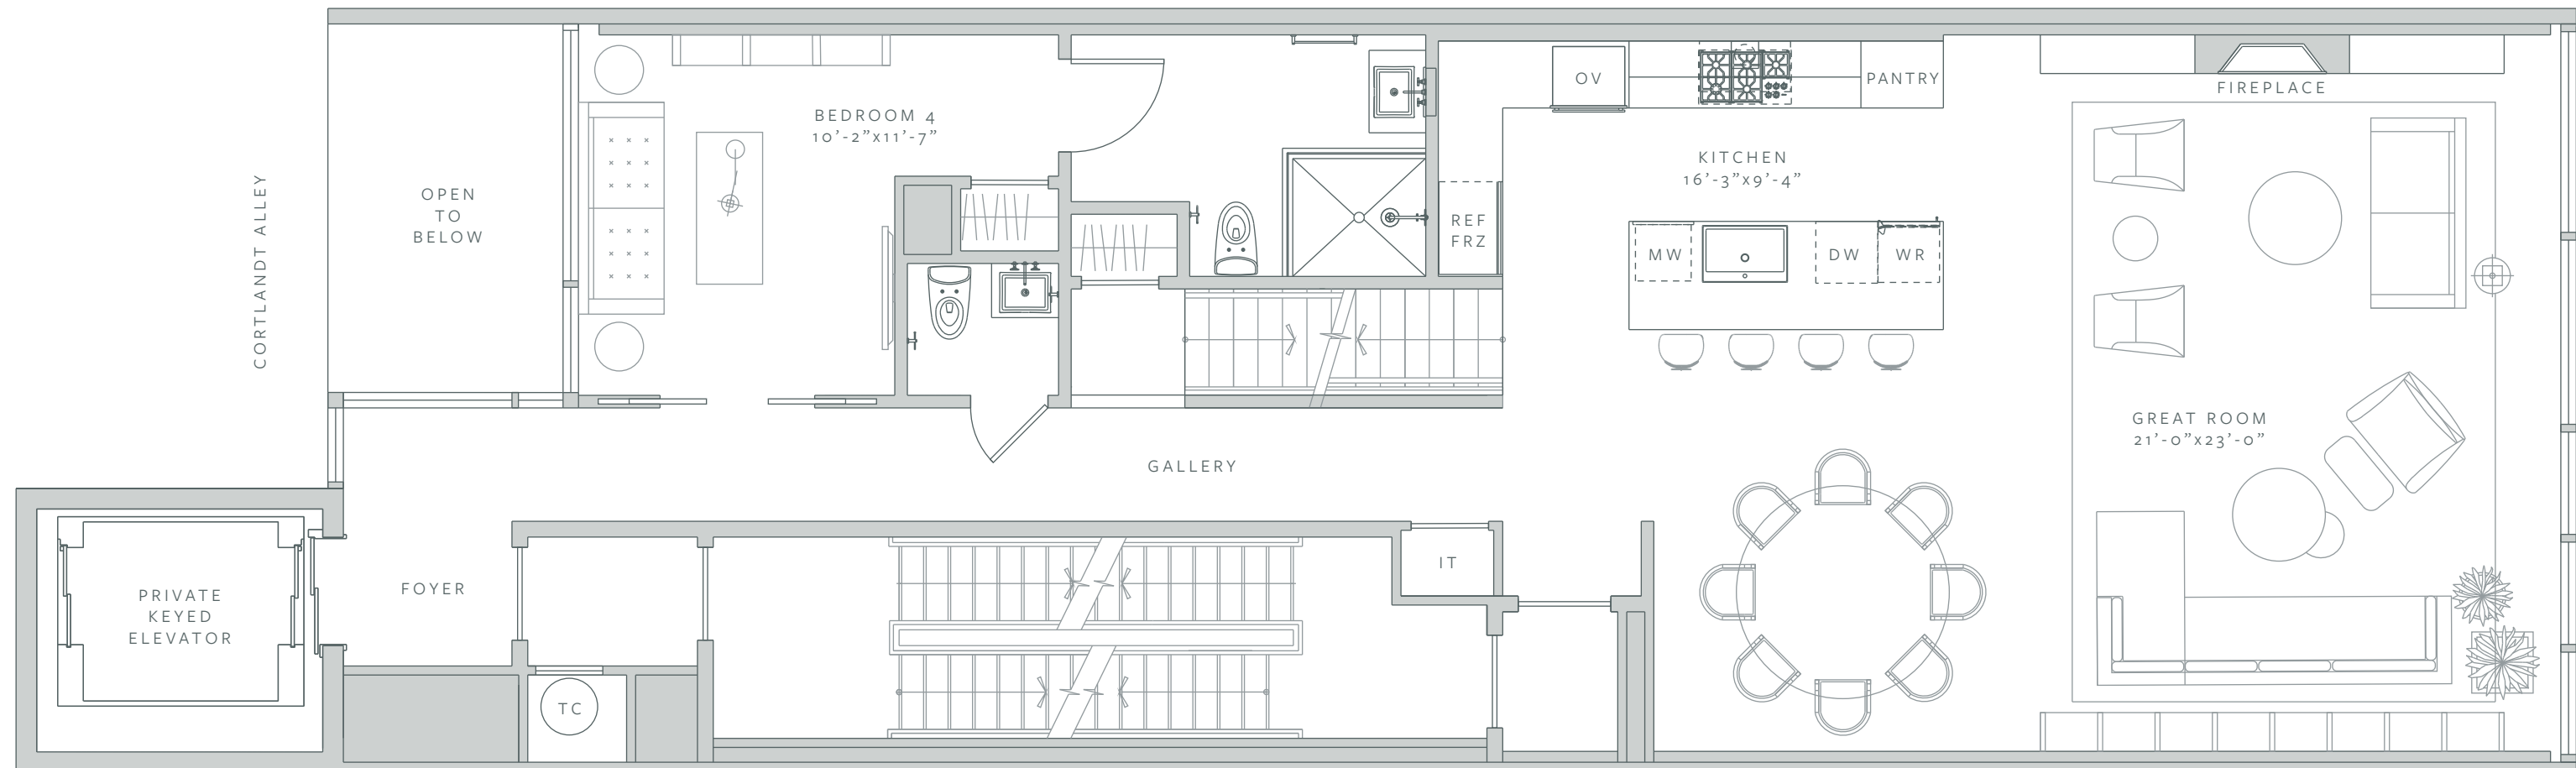 CORTLANDT ALLEY
OPEN
TO
BELOW
BEDROOM 4
10'-2"X11'-7"
OV
PANTRY
FIREPLACE
KITCHEN
16'-3"X9'-4"
REF
FRZ
MW
DW
WR
GREAT ROOM
21'-0"X23'-0"
GALLERY
IT
PRIVATE
KEYED
ELEVATOR
FOYER
TC